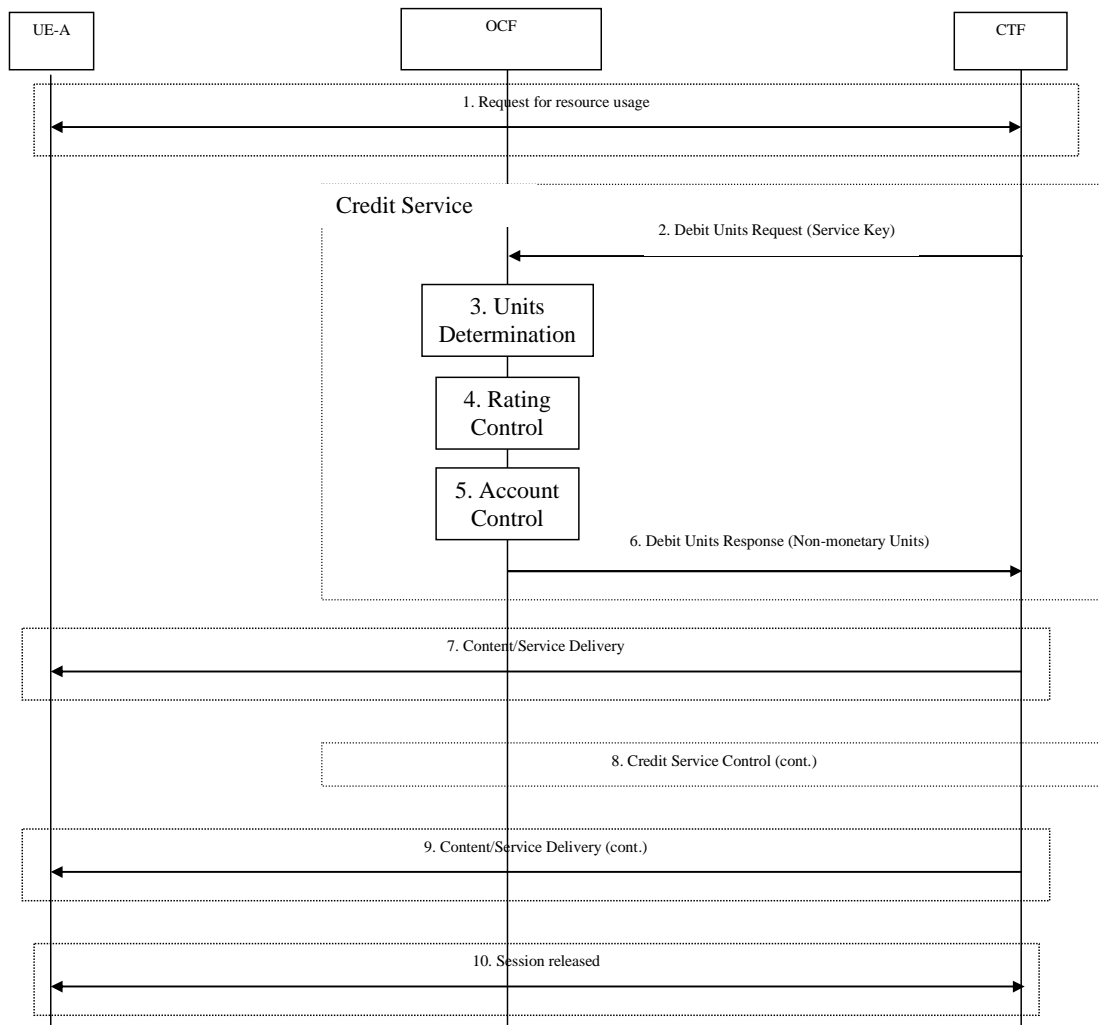 UE-A
OCF
CTF
1. Request for resource usage
Credit Service
2. Debit Units Request (Service Key)
3. Units
Determination
4. Rating
Control
5. Account
Control
6. Debit Units Response (Non-monetary Units)
7. Content/Service Delivery
8. Credit Service Control (cont.)
9. Content/Service Delivery (cont.)
10. Session released